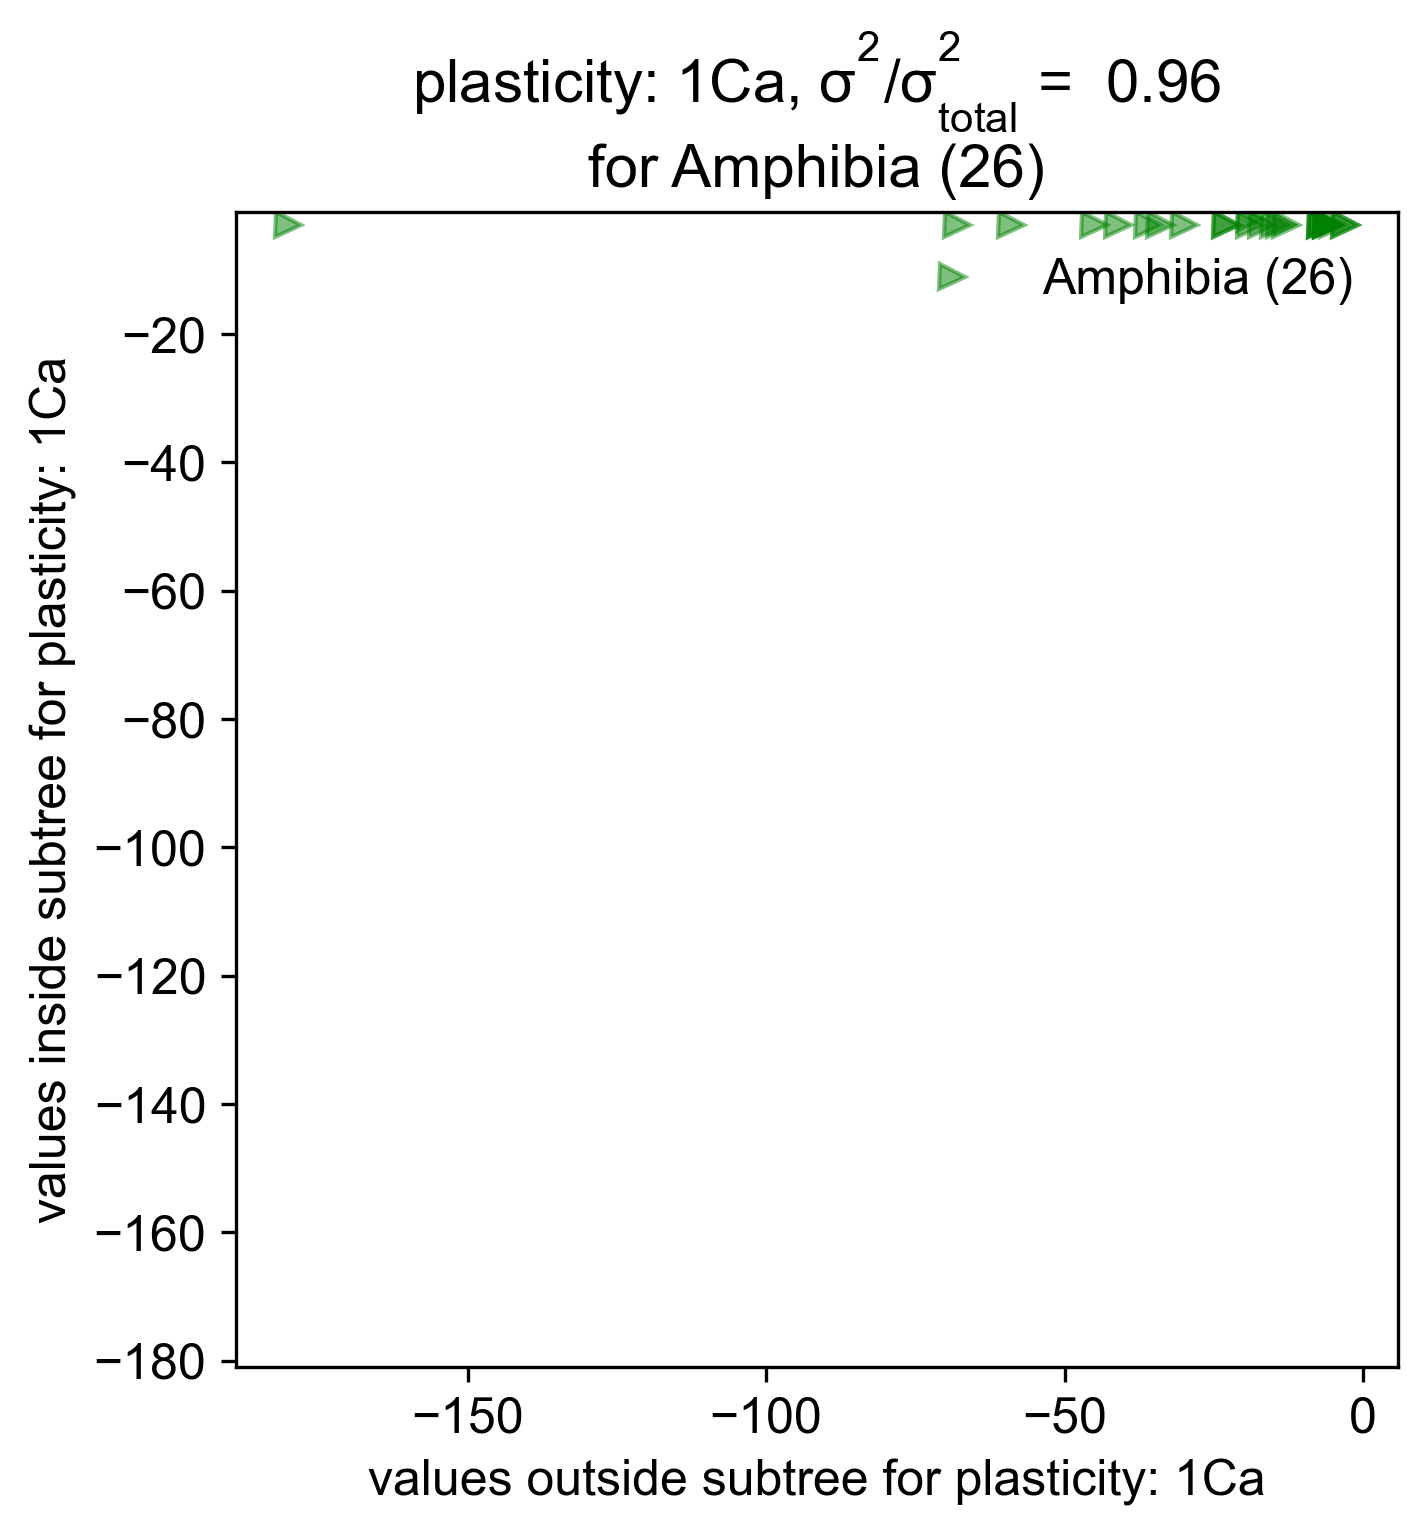 plasticity: 1Ca, σ²/σ²total = 0.96
for Amphibia (26)
Amphibia (26)
−20
−40
−60
−80
−100
−120
−140
−160
−180
values inside subtree for plasticity: 1Ca
−150 −100 −50 0
values outside subtree for plasticity: 1Ca